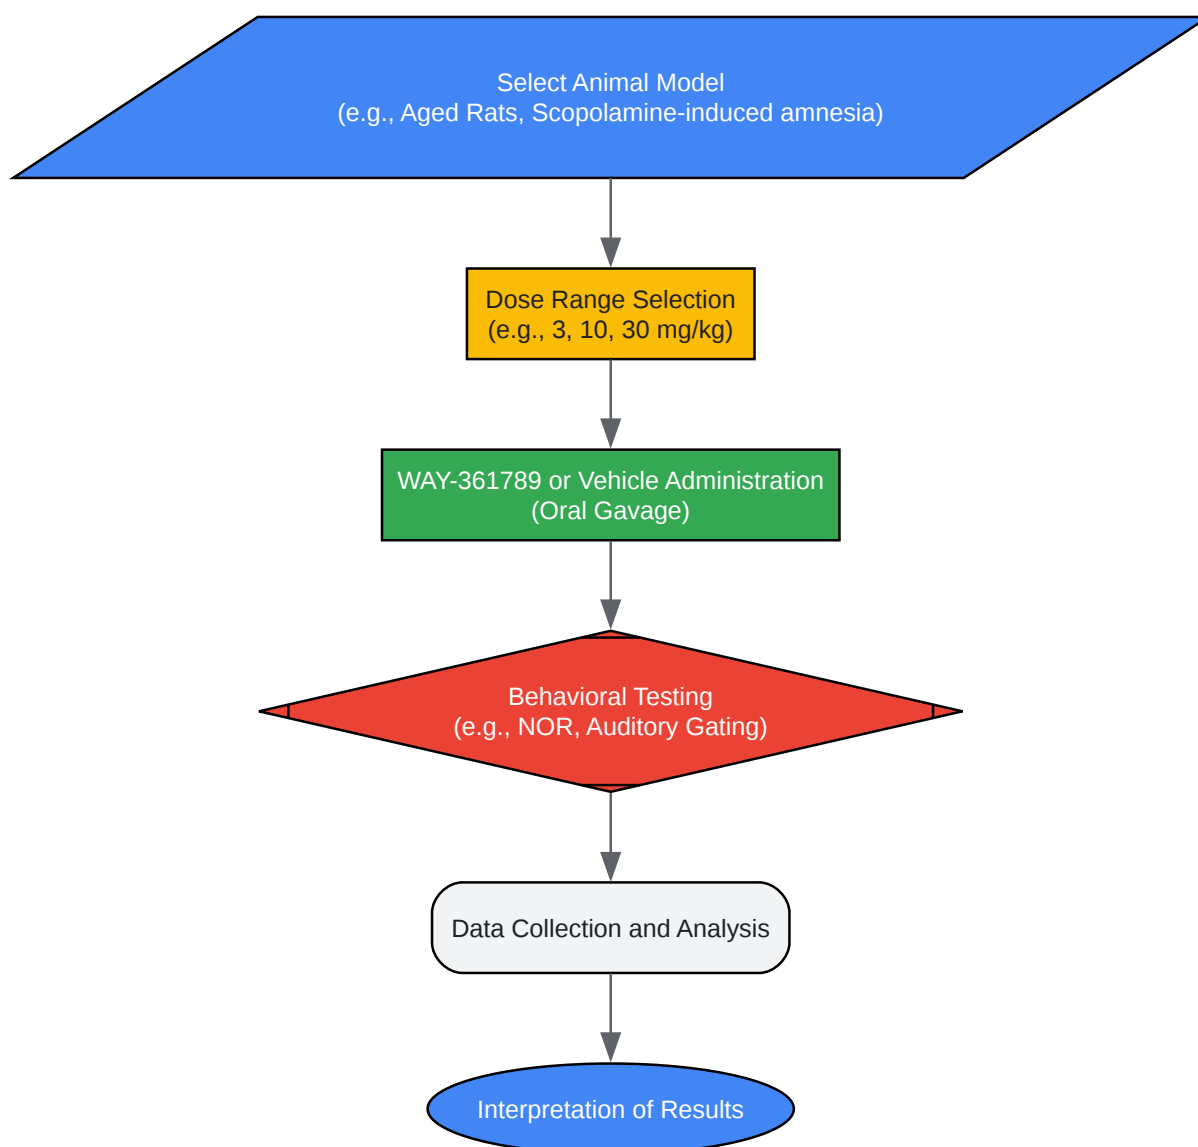 Select Animal Model
(e.g., Aged Rats, Scopolamine-induced amnesia)
Dose Range Selection
(e.g., 3, 10, 30 mg/kg)
WAY-361789 or Vehicle Administration
(Oral Gavage)
Behavioral Testing
(e.g., NOR, Auditory Gating)
Data Collection and Analysis
Interpretation of Results